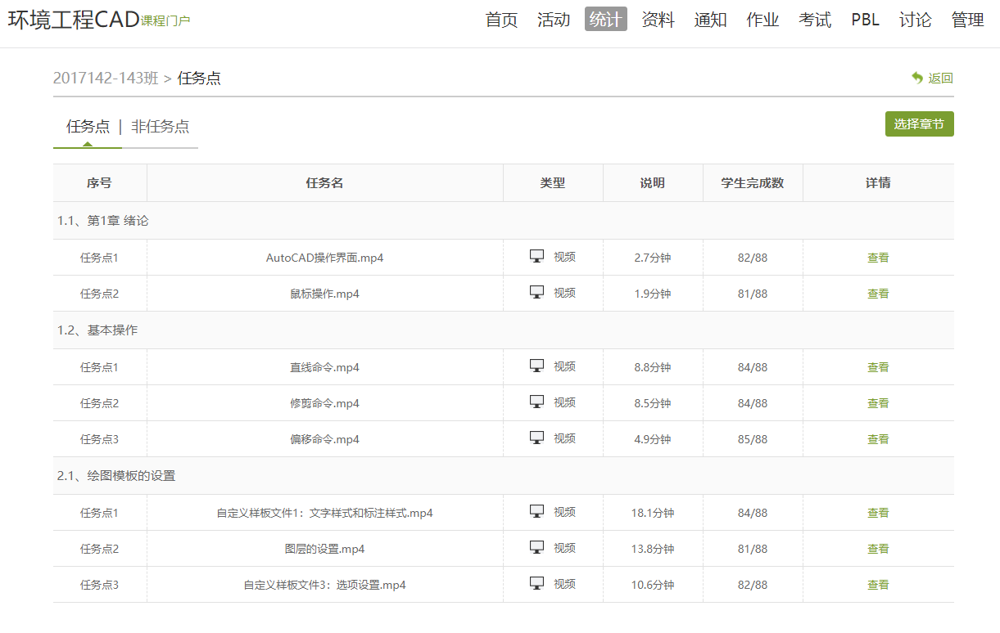 环境工程CAD课程门户 首页 活动 统计 资料 通知 作业 考试 PBL 讨论 管理
2017142-143班 > 任务点 返回
任务点 | 非任务点 选择章节
序号 任务名 类型 说明 学生完成数 详情
1.1、第1章 绪论
任务点1 AutoCAD操作界面.mp4 视频 2.7分钟 82/88 查看
任务点2 鼠标操作.mp4 视频 1.9分钟 81/88 查看
1.2、基本操作
任务点1 直线命令.mp4 视频 8.8分钟 84/88 查看
任务点2 修剪命令.mp4 视频 8.5分钟 84/88 查看
任务点3 偏移命令.mp4 视频 4.9分钟 85/88 查看
2.1、绘图模板的设置
任务点1 自定义样板文件1：文字样式和标注样式.mp4 视频 18.1分钟 84/88 查看
任务点2 图层的设置.mp4 视频 13.8分钟 81/88 查看
任务点3 自定义样板文件3：选项设置.mp4 视频 10.6分钟 82/88 查看